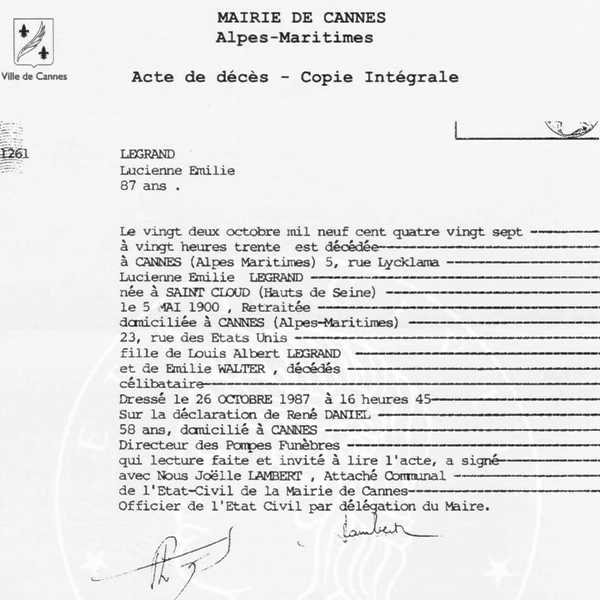 MAIRIE DE CANNES
Alpes-Maritimes
Ville de Cannes
Acte de décès - Copie Intégrale
1261
LEGRAND
Lucienne Emilie
87 ans .
Le vingt deux octobre mil neuf cent quatre vingt sept
à vingt heures trente est décédée
à CANNES (Alpes Maritimes) 5, rue Lycklama
Lucienne Emilie LEGRAND
née à SAINT CLOUD (Hauts de Seine)
le 5 MAI 1900 , Retraitée
domiciliée à CANNES (Alpes-Maritimes)
23, rue des Etats Unis
fille de Louis Albert LEGRAND
et de Emilie WALTER , décédés
célibataire
Dressé le 26 OCTOBRE 1987 à 16 heures 45
Sur la déclaration de René DANIEL
58 ans, domicilié à CANNES
Directeur des Pompes Funèbres
qui lecture faite et invité à lire l'acte, a signé
avec Nous Joëlle LAMBERT , Attaché Communal
de l'Etat-Civil de la Mairie de Cannes
Officier de l'Etat Civil par délégation du Maire.
Lambert